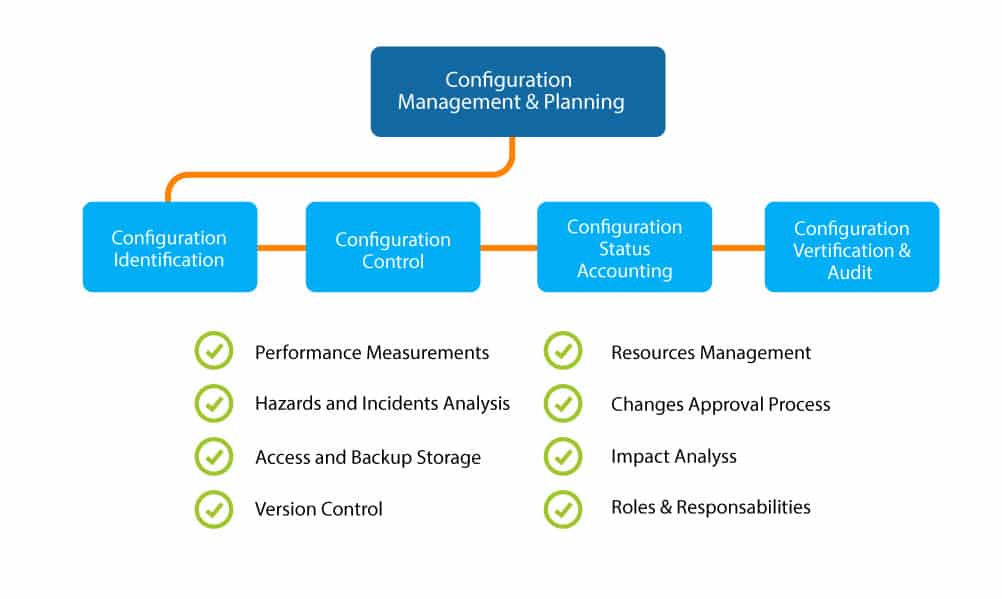 Configuration
Management & Planning
Configuration
Identification
Configuration
Control
Configuration
Status
Accounting
Configuration
Vertification &
Audit
Performance Measurements
Hazards and Incidents Analysis
Access and Backup Storage
Version Control
Resources Management
Changes Approval Process
Impact Analyss
Roles & Responsabilities